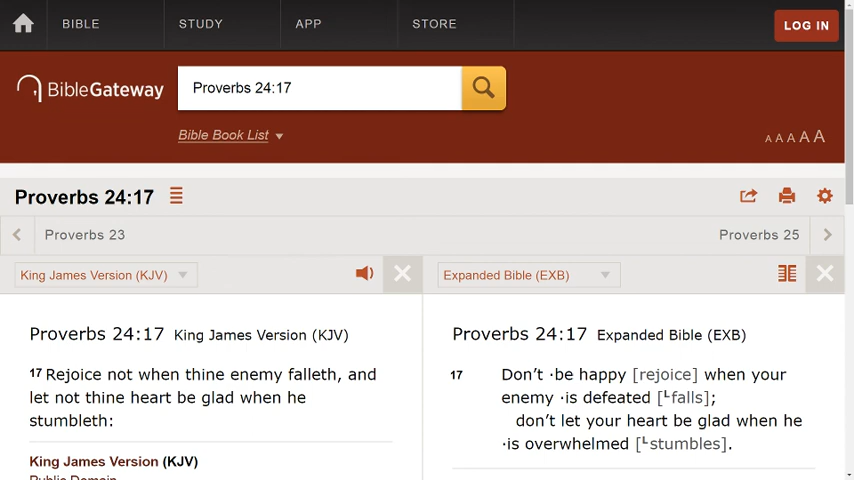 BIBLE STUDY APP STORE LOG IN
BibleGateway Proverbs 24:17
Bible Book List A A A A A
Proverbs 24:17
Proverbs 23 Proverbs 25
King James Version (KJV) Expanded Bible (EXB)
Proverbs 24:17 King James Version (KJV)
17 Rejoice not when thine enemy falleth, and
let not thine heart be glad when he
stumbleth:
King James Version (KJV)
Public Domain
Proverbs 24:17 Expanded Bible (EXB)
17 Don't ·be happy [rejoice] when your
enemy ·is defeated [└falls];
don't let your heart be glad when he
·is overwhelmed [└stumbles].